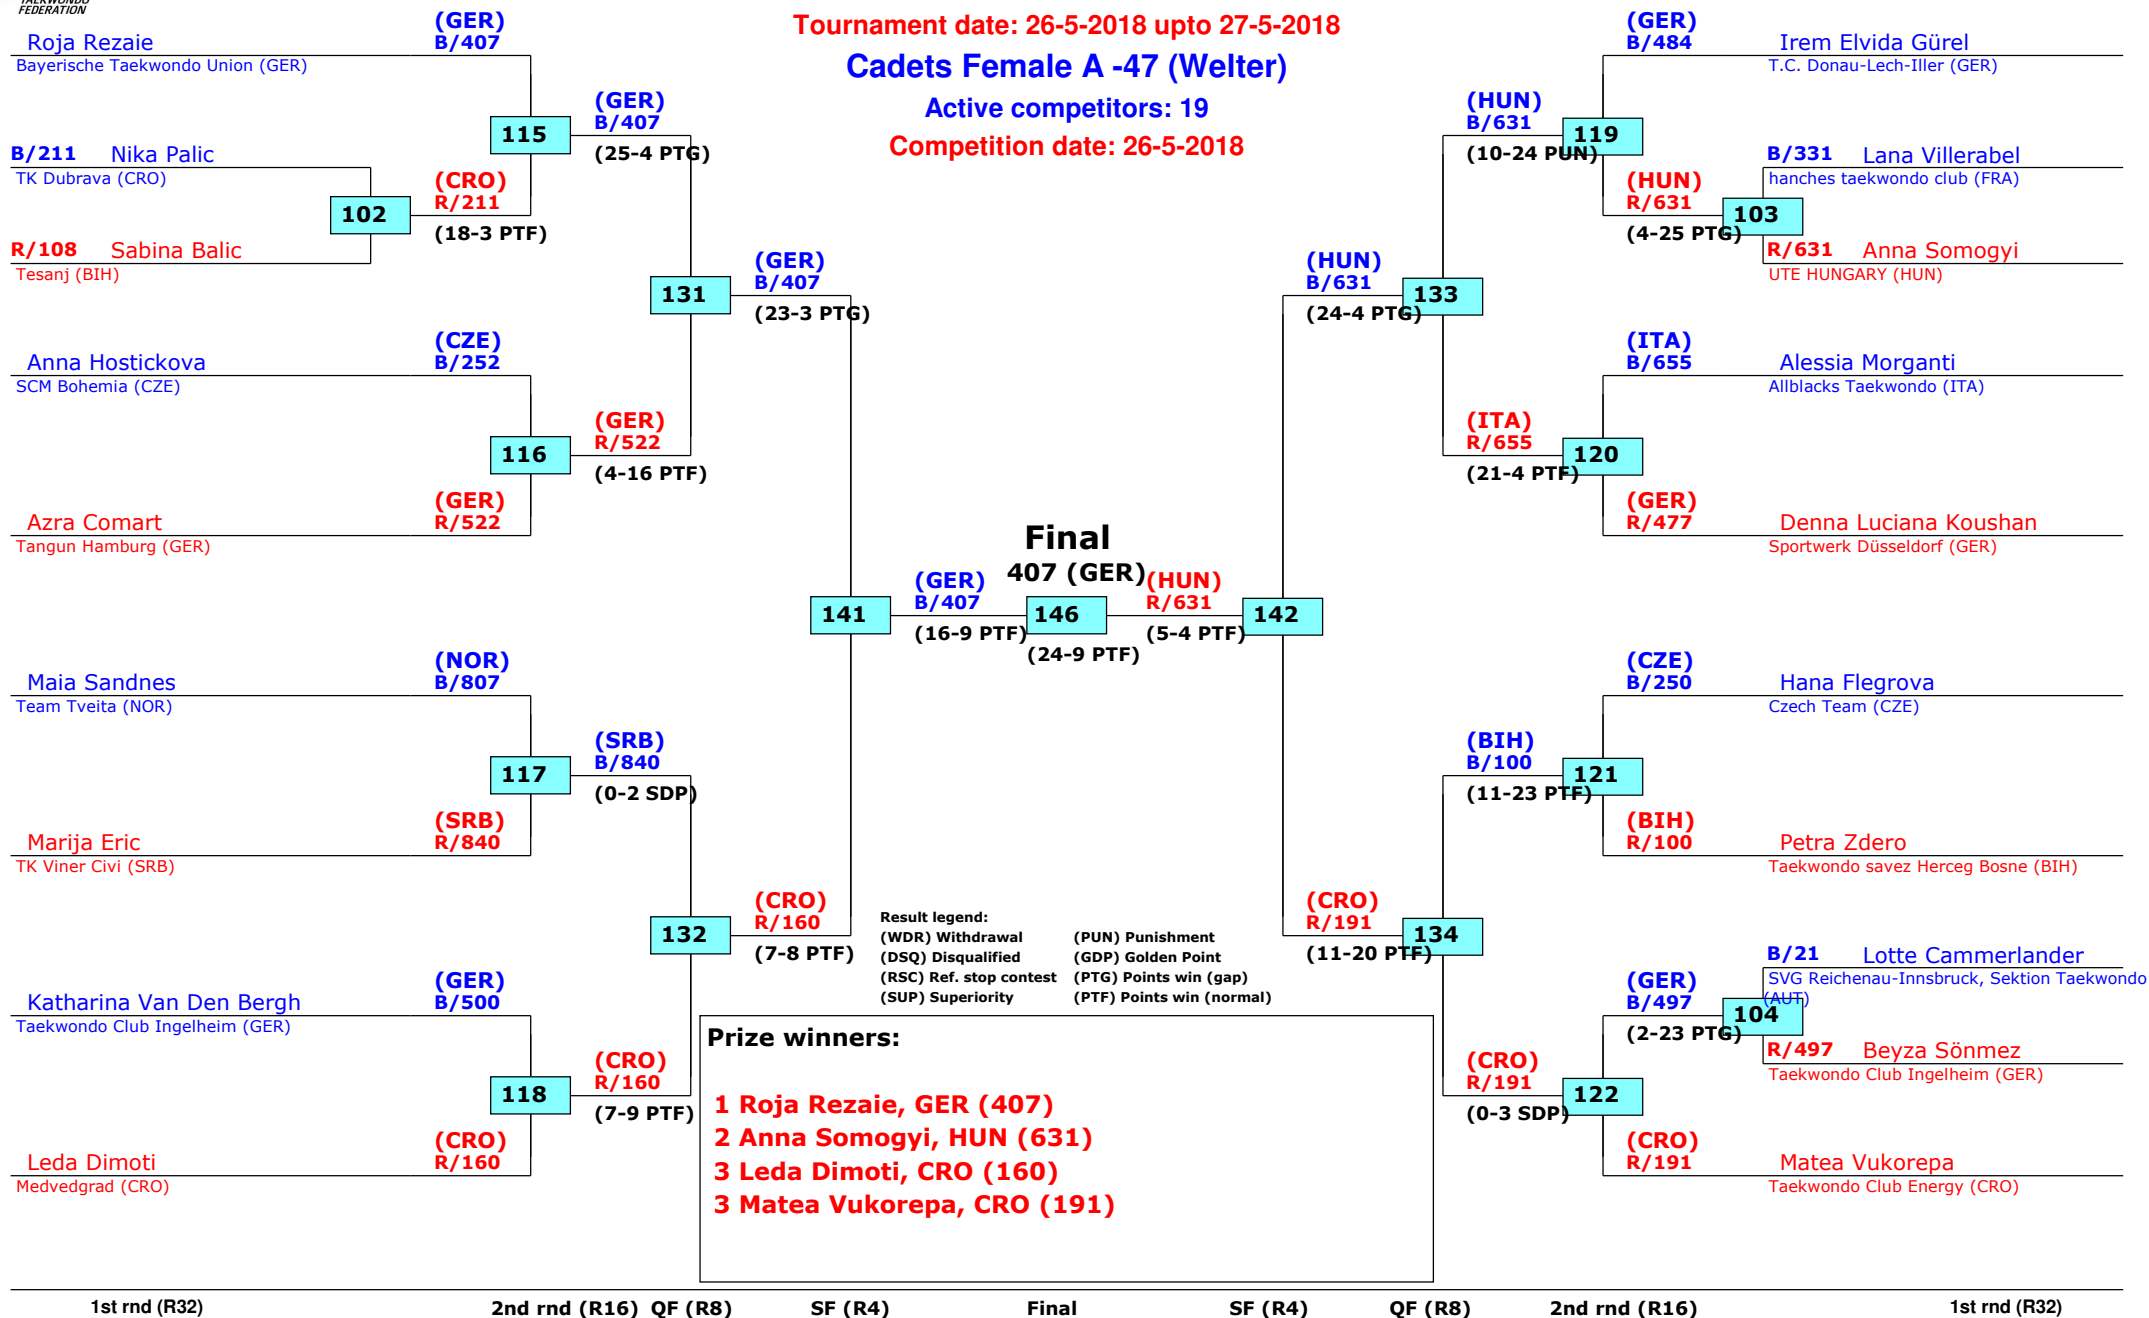 TAEKWONDO
FEDERATION
Tournament date: 26-5-2018 upto 27-5-2018
Cadets Female A -47 (Welter)
Active competitors: 19
Competition date: 26-5-2018
Roja Rezaie
Bayerische Taekwondo Union (GER)
(GER)
B/407
B/211 Nika Palic
TK Dubrava (CRO)
102
R/108 Sabina Balic
Tesanj (BIH)
115
(CRO)
R/211
(18-3 PTF)
(GER)
B/407
(25-4 PTG)
Anna Hostickova
SCM Bohemia (CZE)
(CZE)
B/252
116
Azra Comart
Tangun Hamburg (GER)
(GER)
R/522
(GER)
R/522
(4-16 PTF)
131
(GER)
B/407
(23-3 PTG)
Maia Sandnes
Team Tveita (NOR)
(NOR)
B/807
117
Marija Eric
TK Viner Civi (SRB)
(SRB)
R/840
(SRB)
B/840
(0-2 SDP)
132
(CRO)
R/160
(7-8 PTF)
Katharina Van Den Bergh
Taekwondo Club Ingelheim (GER)
(GER)
B/500
118
Leda Dimoti
Medvedgrad (CRO)
(CRO)
R/160
(CRO)
R/160
(7-9 PTF)
141
(GER)
B/407
(16-9 PTF)
Final
407 (GER)
146
(24-9 PTF)
(HUN)
R/631
(5-4 PTF)
142
(HUN)
B/631
(24-4 PTG)
133
(HUN)
B/631
(10-24 PUN)
119
(GER)
B/484
Irem Elvida Gürel
T.C. Donau-Lech-Iller (GER)
(HUN)
R/631
(4-25 PTG)
103
B/331 Lana Villerabel
hanches taekwondo club (FRA)
R/631 Anna Somogyi
UTE HUNGARY (HUN)
(ITA)
R/655
(21-4 PTF)
120
(ITA)
B/655
Alessia Morganti
Allblacks Taekwondo (ITA)
(GER)
R/477
Denna Luciana Koushan
Sportwerk Düsseldorf (GER)
(CRO)
R/191
(11-20 PTF)
134
(BIH)
B/100
(11-23 PTF)
121
(CZE)
B/250
Hana Flegrova
Czech Team (CZE)
(BIH)
R/100
Petra Zdero
Taekwondo savez Herceg Bosne (BIH)
(CRO)
R/191
(0-3 SDP)
122
(GER)
B/497
(2-23 PTG)
104
B/21 Lotte Cammerlander
SVG Reichenau-Innsbruck, Sektion Taekwondo
(AUT)
R/497 Beyza Sönmez
Taekwondo Club Ingelheim (GER)
(CRO)
R/191
Matea Vukorepa
Taekwondo Club Energy (CRO)
Result legend:
(WDR) Withdrawal (PUN) Punishment
(DSQ) Disqualified (GDP) Golden Point
(RSC) Ref. stop contest (PTG) Points win (gap)
(SUP) Superiority (PTF) Points win (normal)
Prize winners:
1 Roja Rezaie, GER (407)
2 Anna Somogyi, HUN (631)
3 Leda Dimoti, CRO (160)
3 Matea Vukorepa, CRO (191)
1st rnd (R32) 2nd rnd (R16) QF (R8) SF (R4) Final SF (R4) QF (R8) 2nd rnd (R16) 1st rnd (R32)